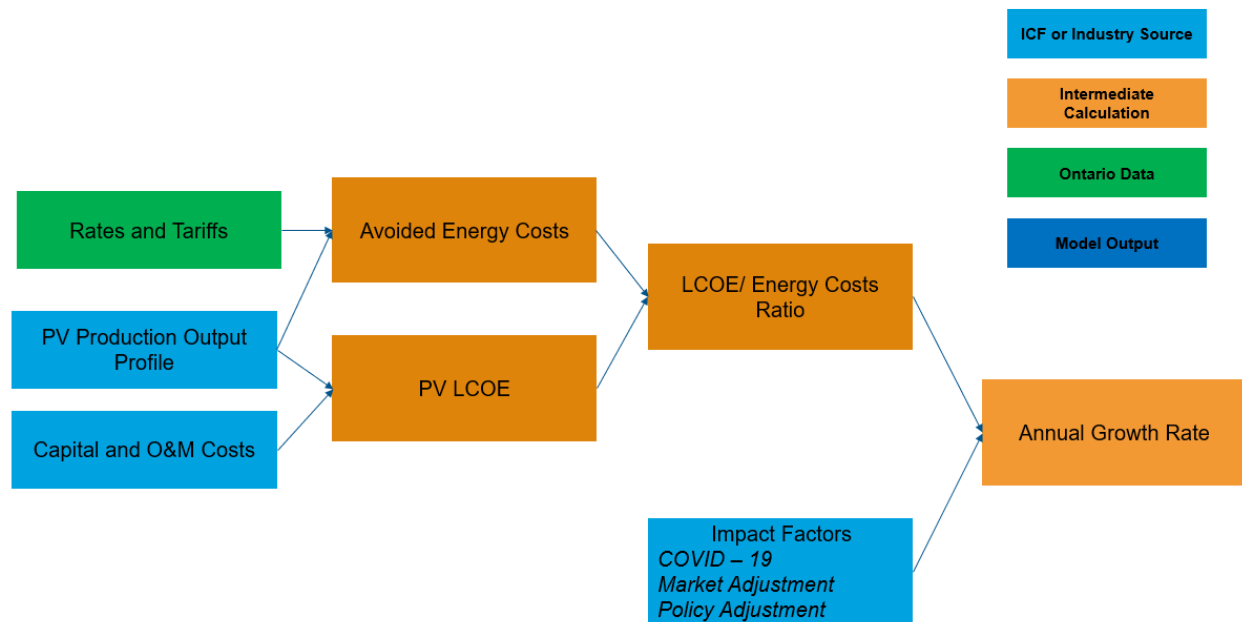 ICF or Industry Source
Intermediate
Calculation
Ontario Data
Model Output
Rates and Tariffs
PV Production Output
Profile
Capital and O&M Costs
Avoided Energy Costs
PV LCOE
LCOE/ Energy Costs
Ratio
Impact Factors
COVID – 19
Market Adjustment
Policy Adjustment
Annual Growth Rate